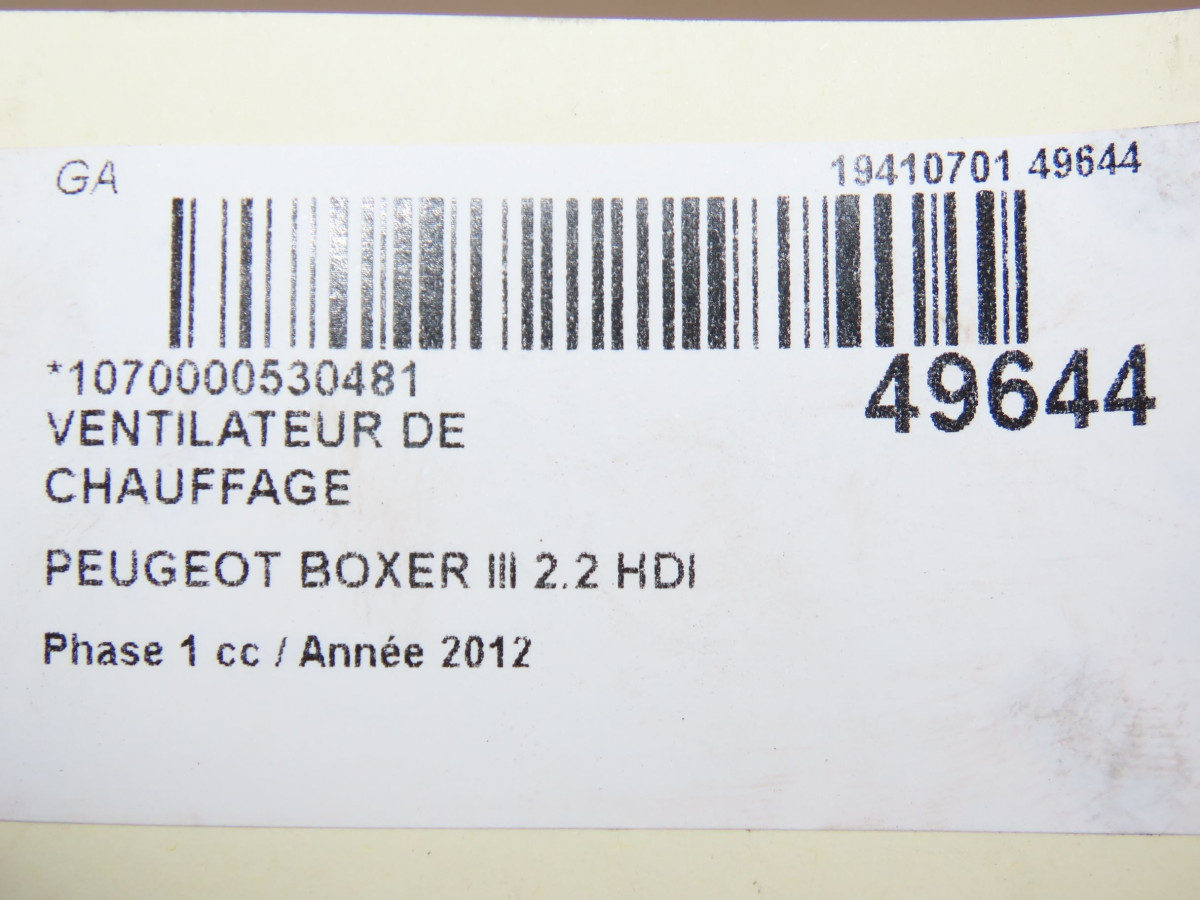 GA
19410701 49644
*1070000530481
49644
VENTILATEUR DE
CHAUFFAGE
PEUGEOT BOXER III 2.2 HDI
Phase 1 cc / Année 2012